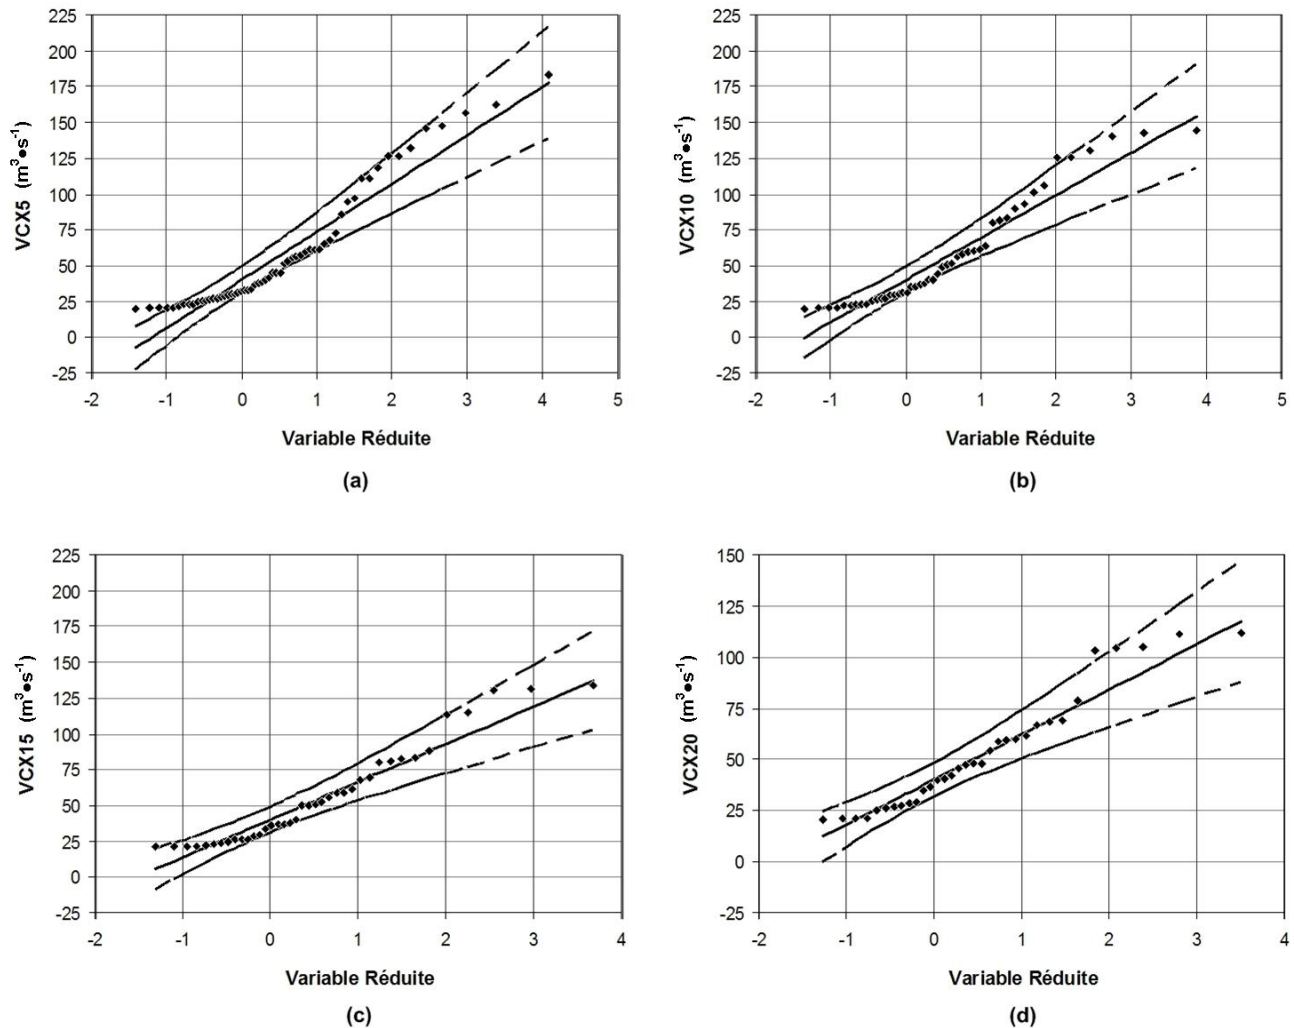 225
200
175
150
125
100
75
50
25
0
-25
VCX5 (m³●s⁻¹)
-2 -1 0 1 2 3 4 5
Variable Réduite
(a)
225
200
175
150
125
100
75
50
25
0
-25
VCX10 (m³●s⁻¹)
-2 -1 0 1 2 3 4 5
Variable Réduite
(b)
225
200
175
150
125
100
75
50
25
0
-25
VCX15 (m³●s⁻¹)
-2 -1 0 1 2 3 4
Variable Réduite
(c)
150
125
100
75
50
25
0
-25
VCX20 (m³●s⁻¹)
-2 -1 0 1 2 3 4
Variable Réduite
(d)